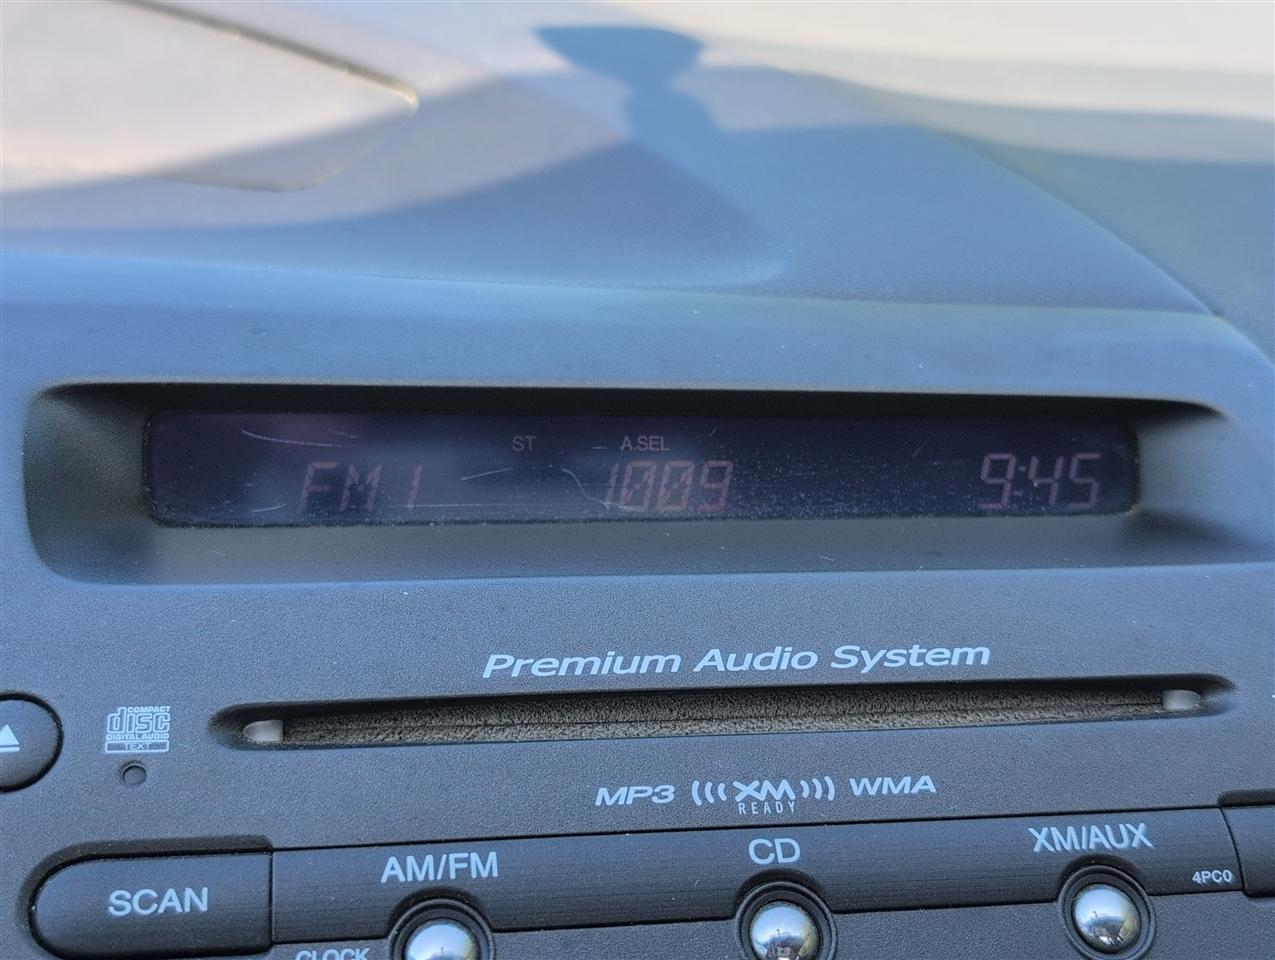 ST A.SEL
FM1 100.9 9:45
Premium Audio System
COMPACT
disc
DIGITAL AUDIO
TEXT
MP3 XM WMA
READY
AM/FM CD XM/AUX
SCAN 4PC0
CLOCK